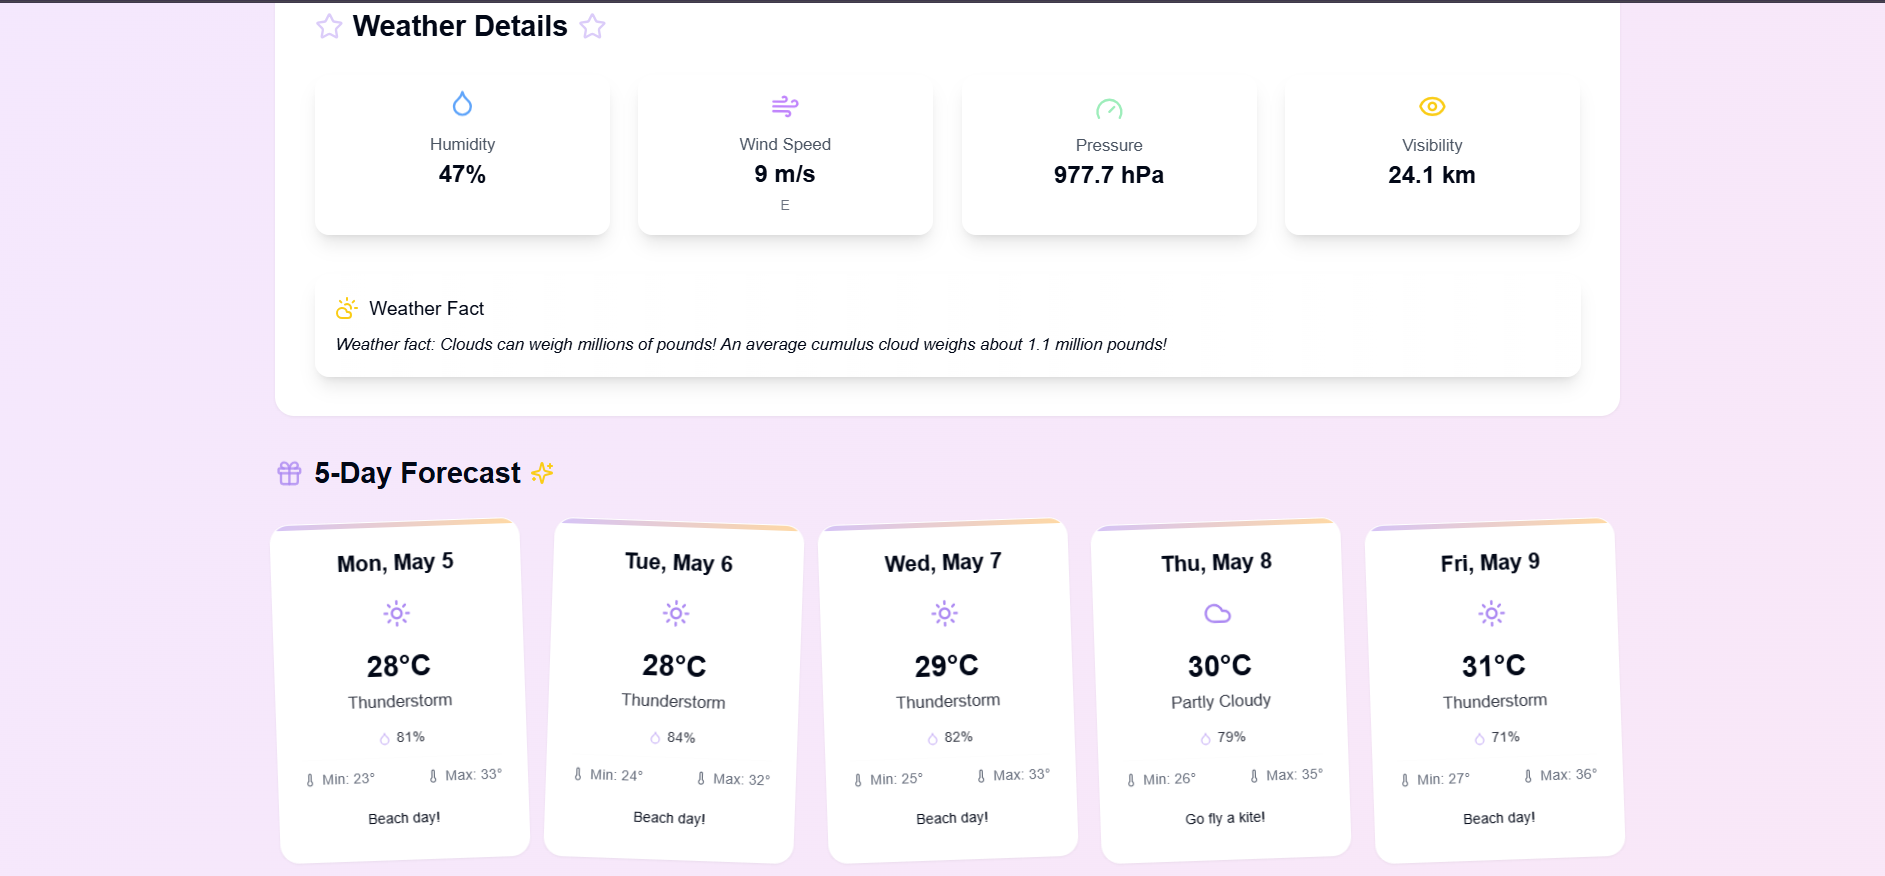 Weather Details
Humidity
47%
Wind Speed
9 m/s
E
Pressure
977.7 hPa
Visibility
24.1 km
Weather Fact
Weather fact: Clouds can weigh millions of pounds! An average cumulus cloud weighs about 1.1 million pounds!
5-Day Forecast
Mon, May 5
28°C
Thunderstorm
81%
Min: 23° Max: 33°
Beach day!
Tue, May 6
28°C
Thunderstorm
84%
Min: 24° Max: 32°
Beach day!
Wed, May 7
29°C
Thunderstorm
82%
Min: 25° Max: 33°
Beach day!
Thu, May 8
30°C
Partly Cloudy
79%
Min: 26° Max: 35°
Go fly a kite!
Fri, May 9
31°C
Thunderstorm
71%
Min: 27° Max: 36°
Beach day!